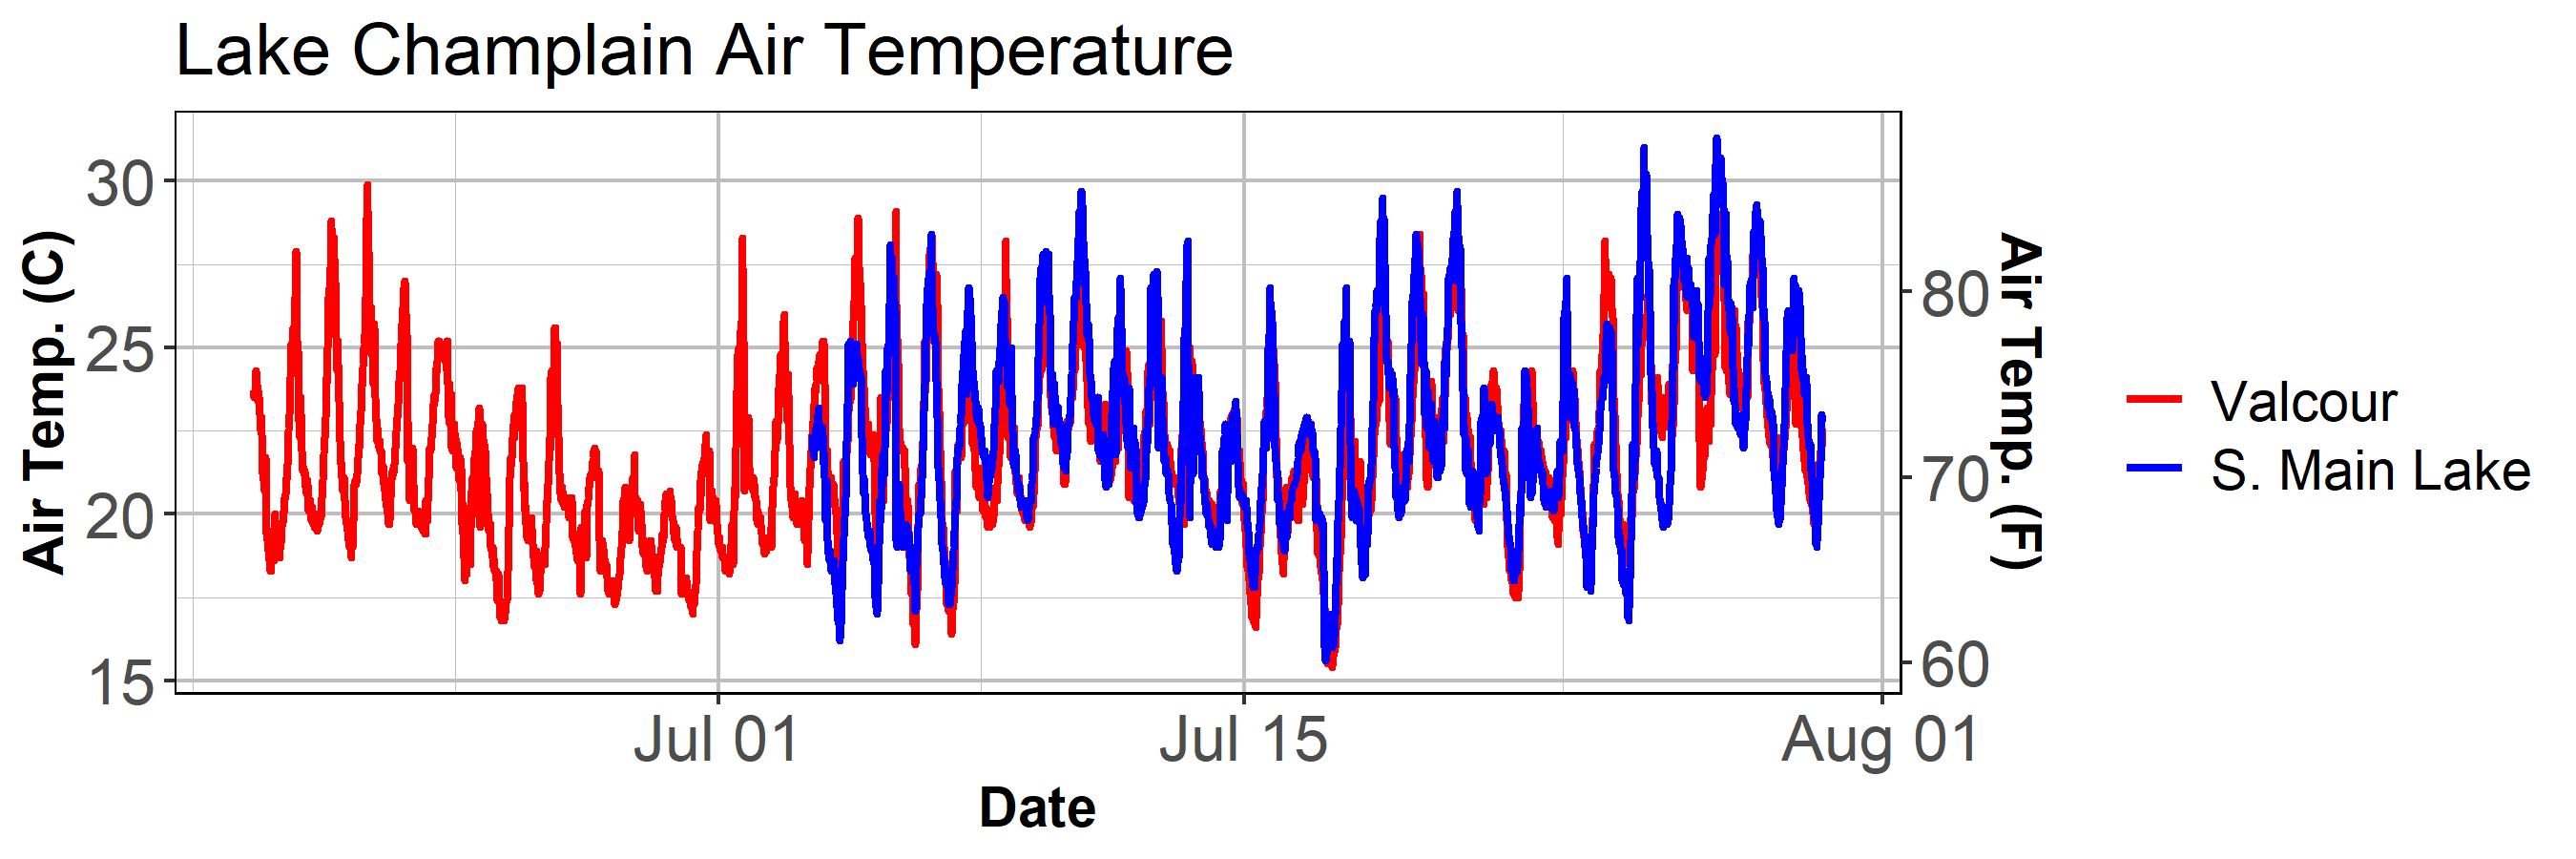 Lake Champlain Air Temperature
Air Temp. (C)
30
25
20
15
Air Temp. (F)
80
70
60
Jul 01
Jul 15
Aug 01
Date
Valcour
S. Main Lake